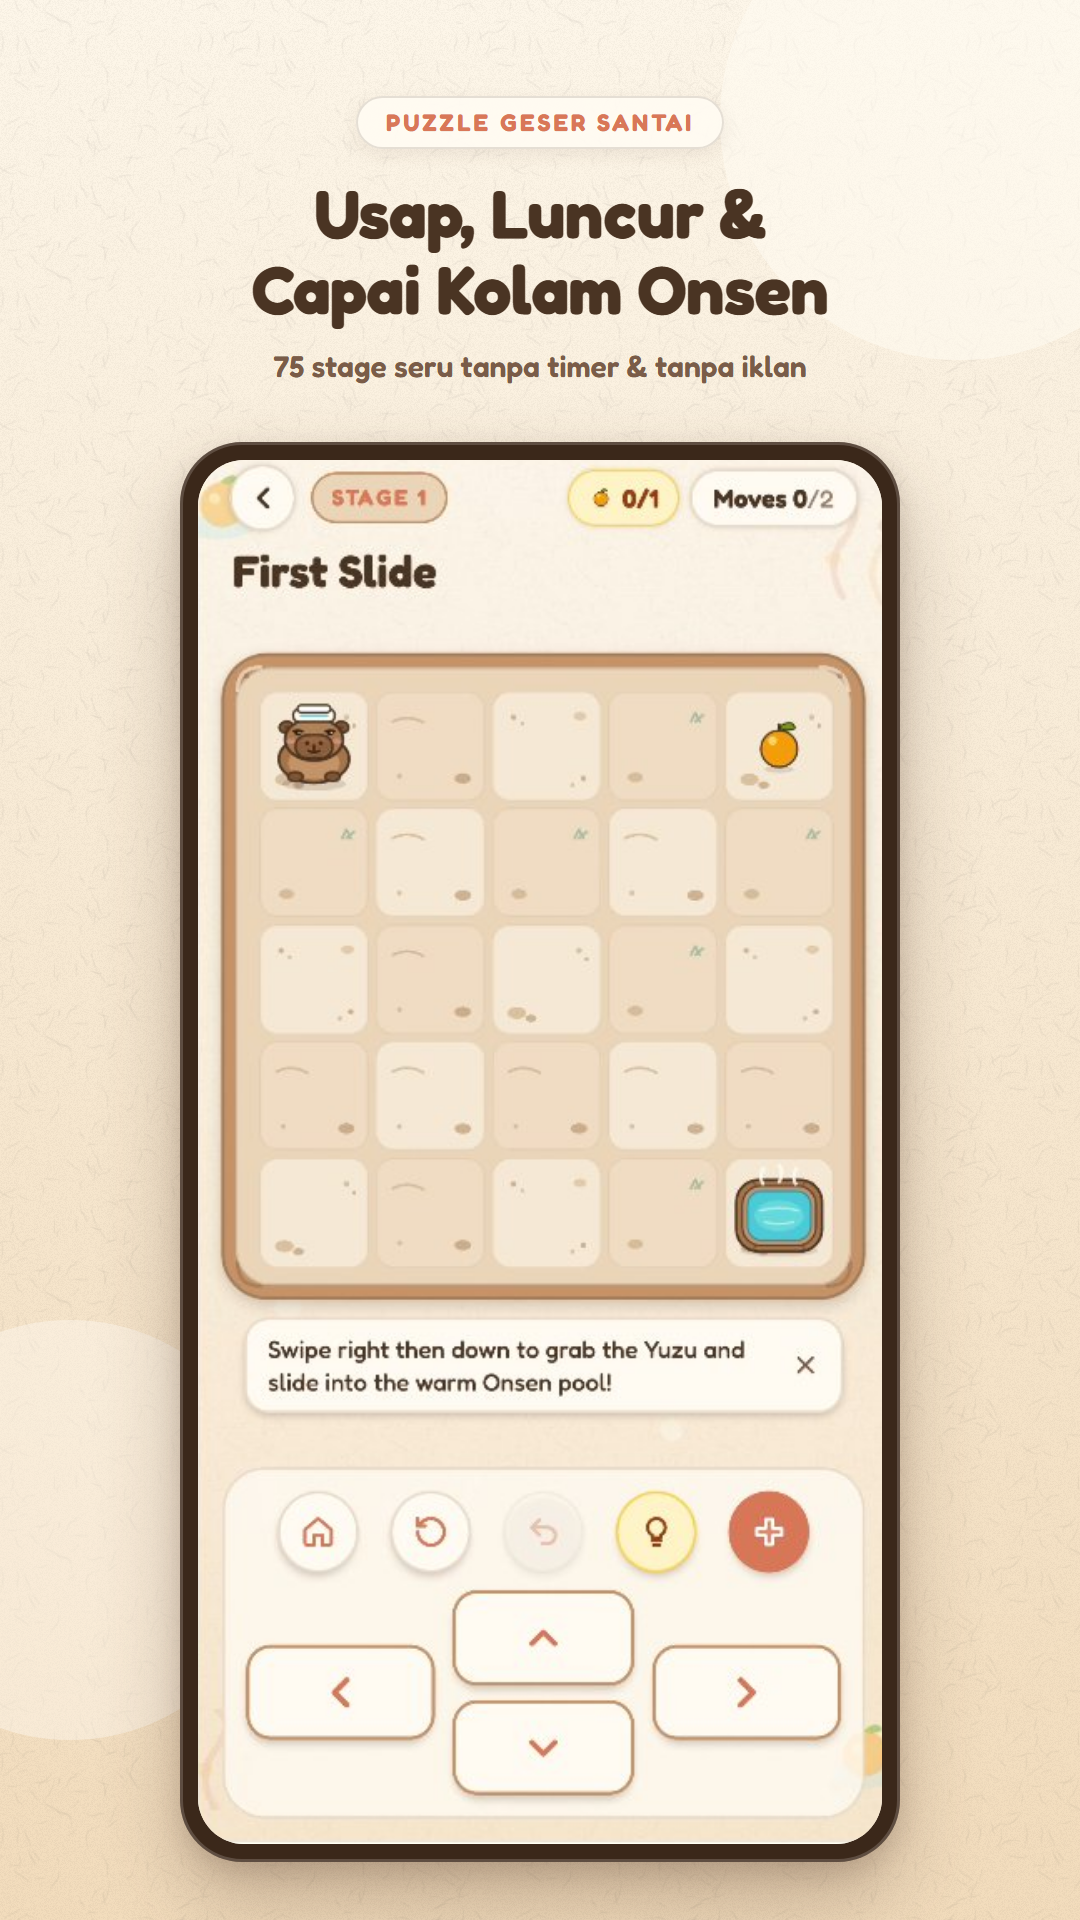 PUZZLE GESER SANTAI
Usap, Luncur &
Capai Kolam Onsen
75 stage seru tanpa timer & tanpa iklan
STAGE 1
0/1
Moves 0/2
First Slide
Swipe right then down to grab the Yuzu and
slide into the warm Onsen pool!